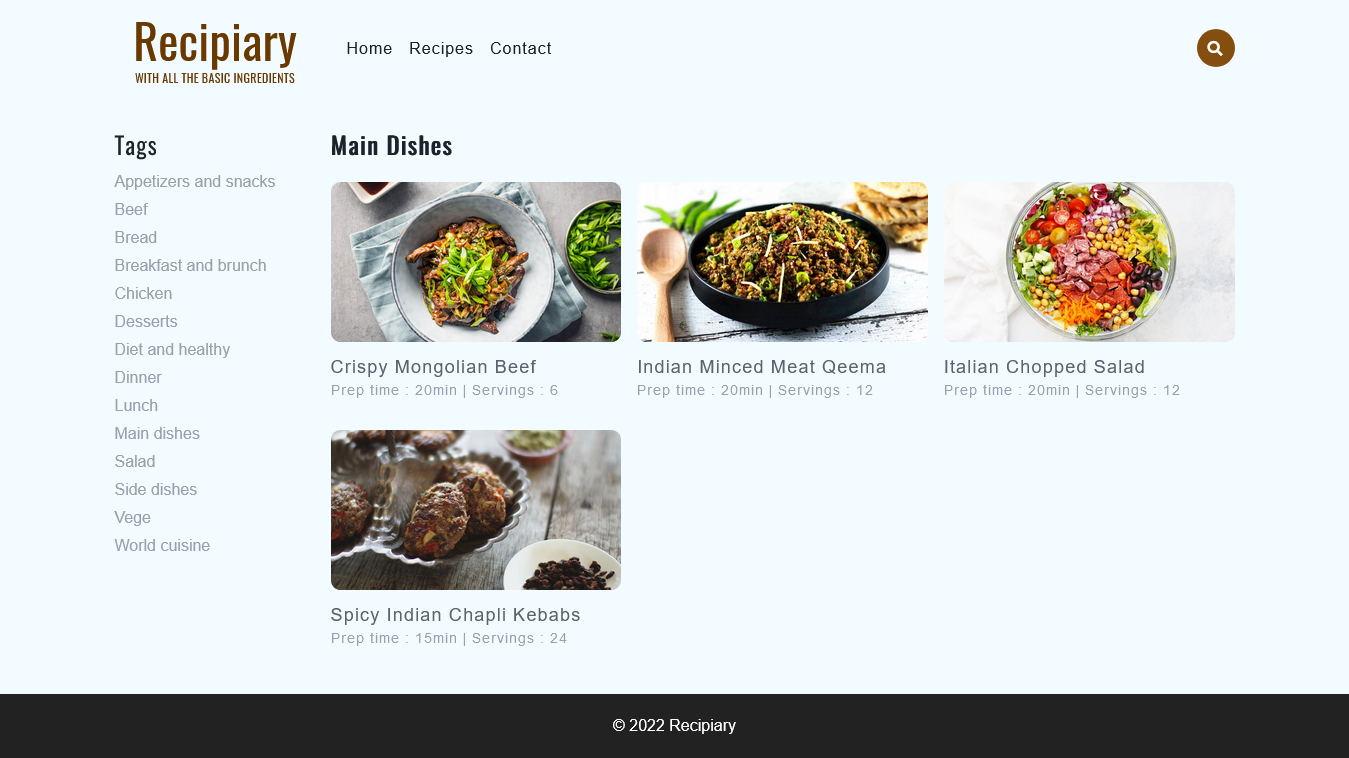 Recipiary
WITH ALL THE BASIC INGREDIENTS
Home Recipes Contact
Tags
Appetizers and snacks
Beef
Bread
Breakfast and brunch
Chicken
Desserts
Diet and healthy
Dinner
Lunch
Main dishes
Salad
Side dishes
Vege
World cuisine
Main Dishes
Crispy Mongolian Beef
Prep time : 20min | Servings : 6
Indian Minced Meat Qeema
Prep time : 20min | Servings : 12
Italian Chopped Salad
Prep time : 20min | Servings : 12
Spicy Indian Chapli Kebabs
Prep time : 15min | Servings : 24
© 2022 Recipiary